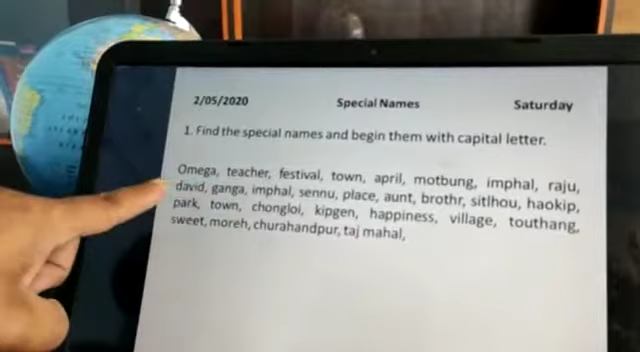 2/05/2020 Special Names Saturday
1. Find the special names and begin them with capital letter.
Omega, teacher, festival, town, april, motbung, imphal, raju,
david, ganga, imphal, sennu, place, aunt, brothr, sitlhou, haokip,
park, town, chongloi, kipgen, happiness, village, touthang,
sweet, moreh, churahandpur, taj mahal,